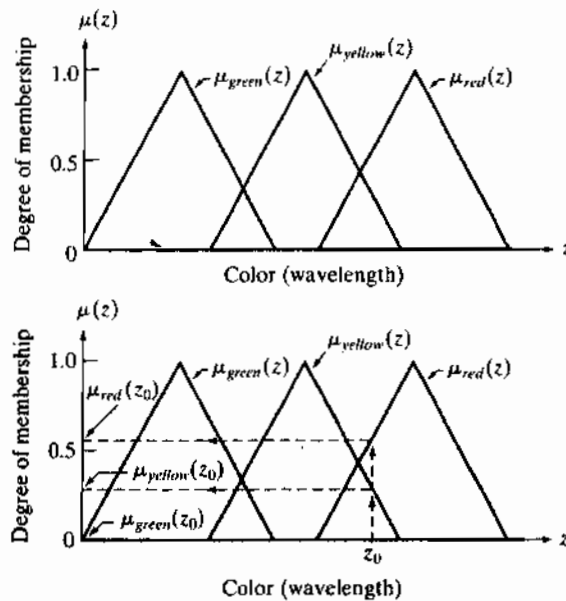 μ(z)
Degree of membership
1.0
0.5
0
μgreen(z)
μyellow(z)
μred(z)
z
Color (wavelength)
μ(z)
Degree of membership
1.0
μred(z0)
0.5
μyellow(z0)
μgreen(z0)
0
μgreen(z)
μyellow(z)
μred(z)
z0
z
Color (wavelength)